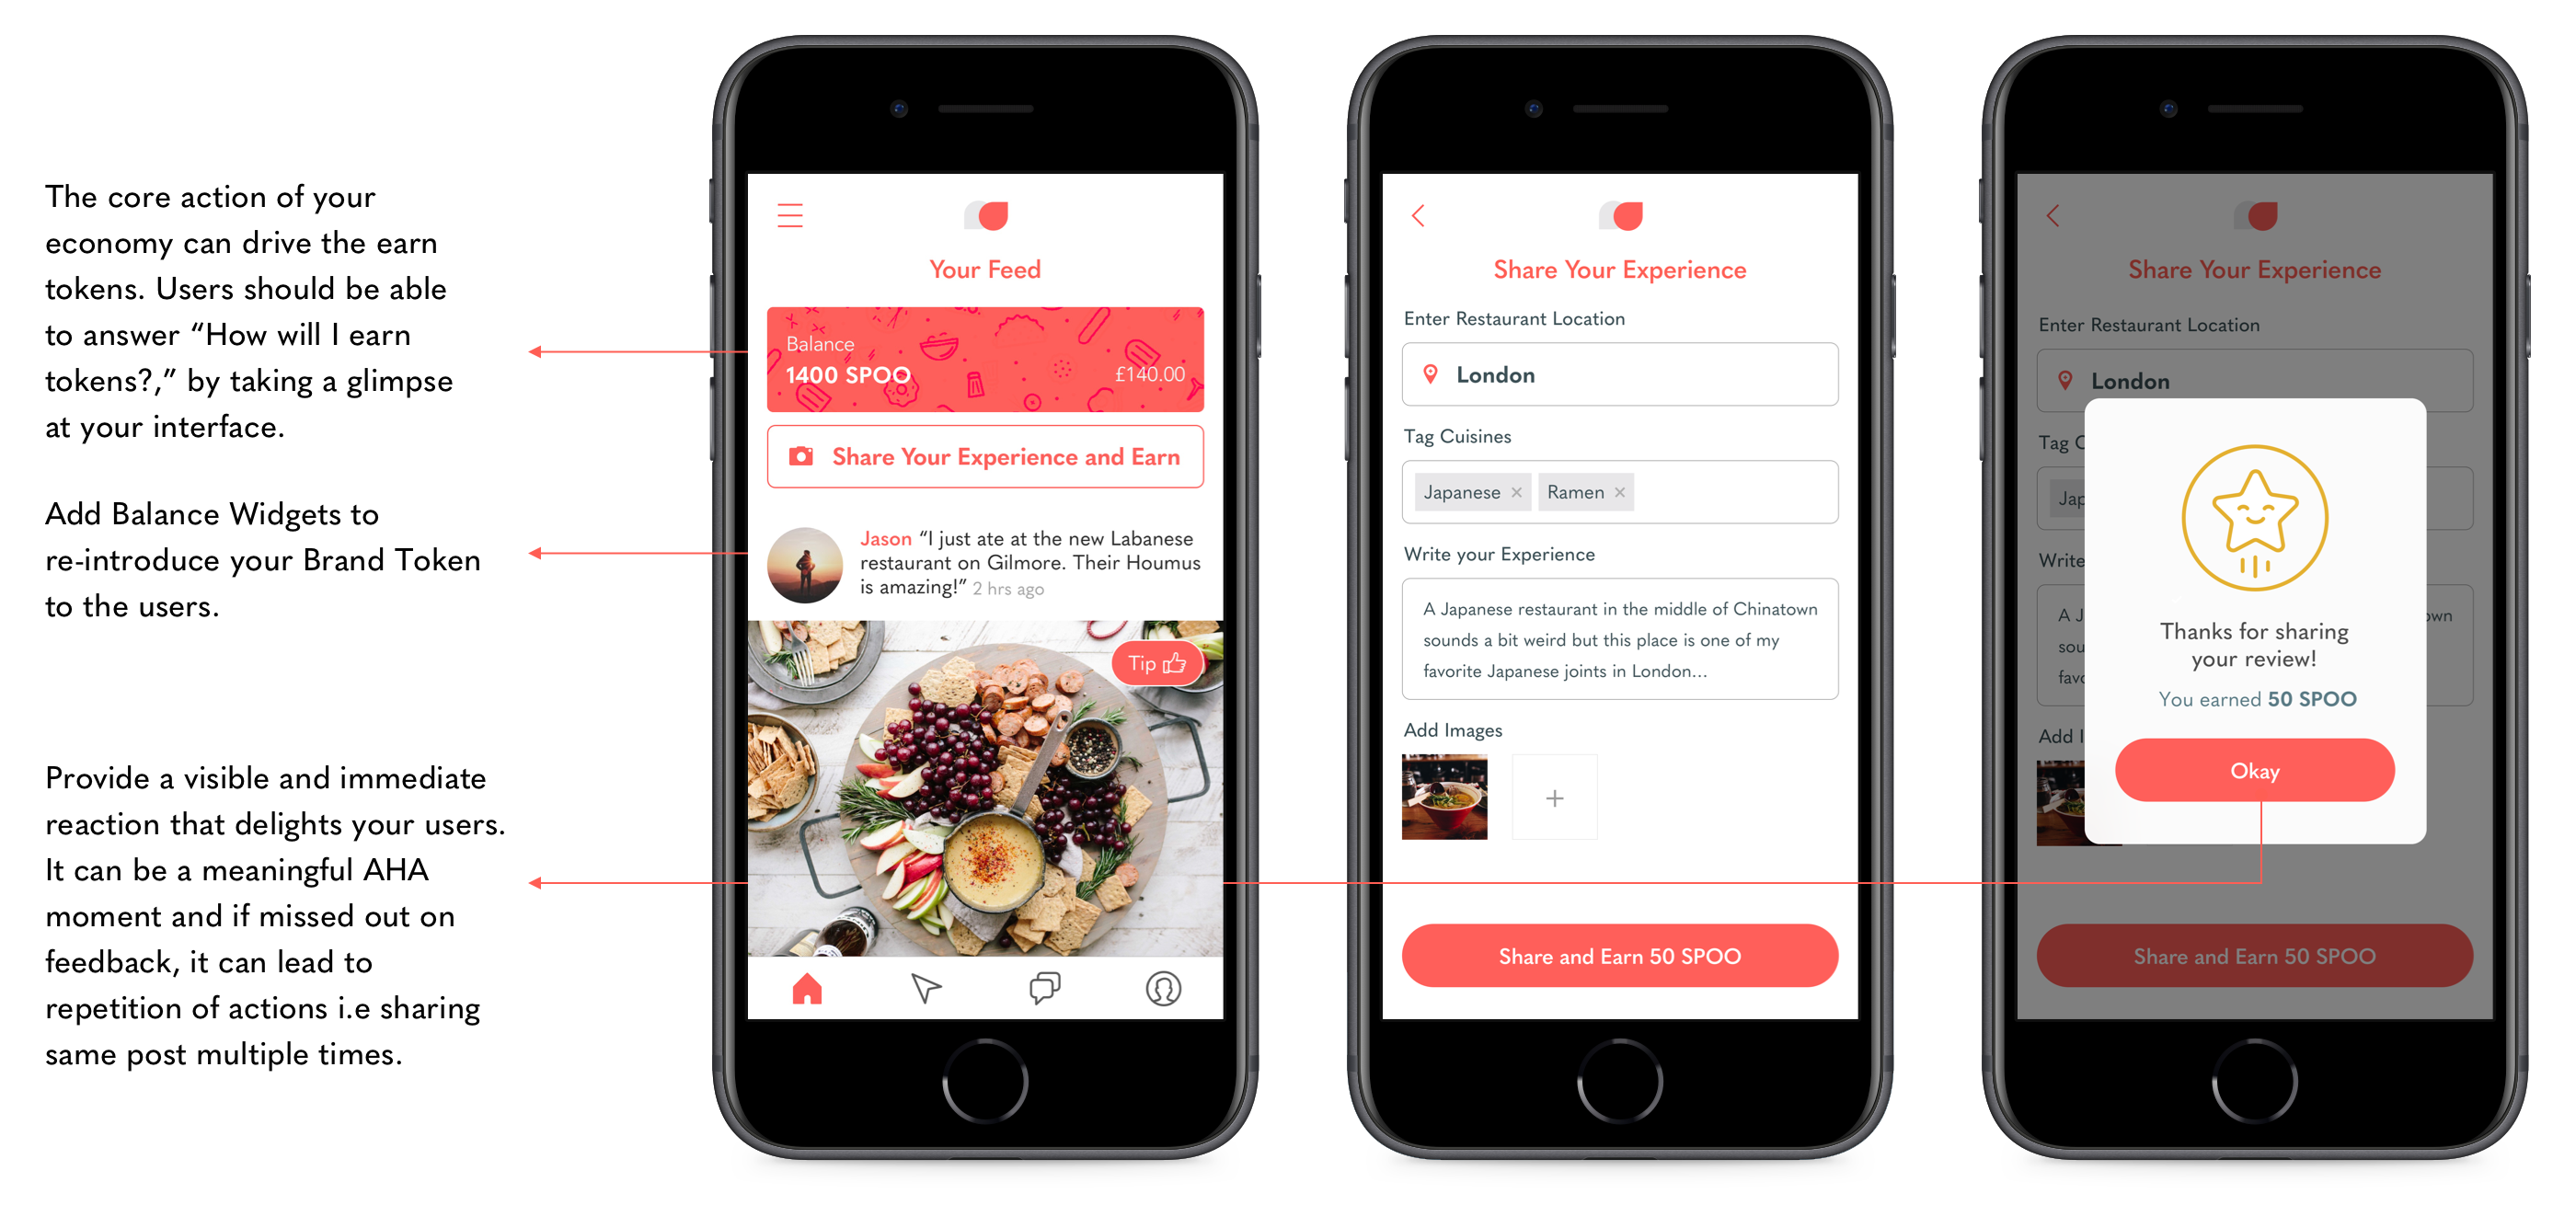 The core action of your
economy can drive the earn
tokens. Users should be able
to answer “How will I earn
tokens?,” by taking a glimpse
at your interface.
Add Balance Widgets to
re-introduce your Brand Token
to the users.
Provide a visible and immediate
reaction that delights your users.
It can be a meaningful AHA
moment and if missed out on
feedback, it can lead to
repetition of actions i.e sharing
same post multiple times.
Your Feed
Balance
1400 SPOO
£140.00
Share Your Experience and Earn
Jason “I just ate at the new Labanese
restaurant on Gilmore. Their Houmus
is amazing!” 2 hrs ago
Tip
Share Your Experience
Enter Restaurant Location
London
Tag Cuisines
Japanese × Ramen ×
Write your Experience
A Japanese restaurant in the middle of Chinatown
sounds a bit weird but this place is one of my
favorite Japanese joints in London...
Add Images
+
Share and Earn 50 SPOO
Share Your Experience
Enter Restaurant Location
London
Tag C
Jap
Write
A J
own
sou
favo
Add I
Thanks for sharing
your review!
You earned 50 SPOO
Okay
Share and Earn 50 SPOO